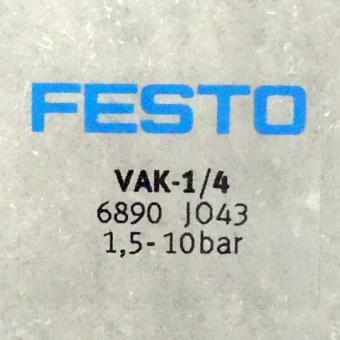 FESTO
VAK-1/4
6890 J043
1,5-10bar